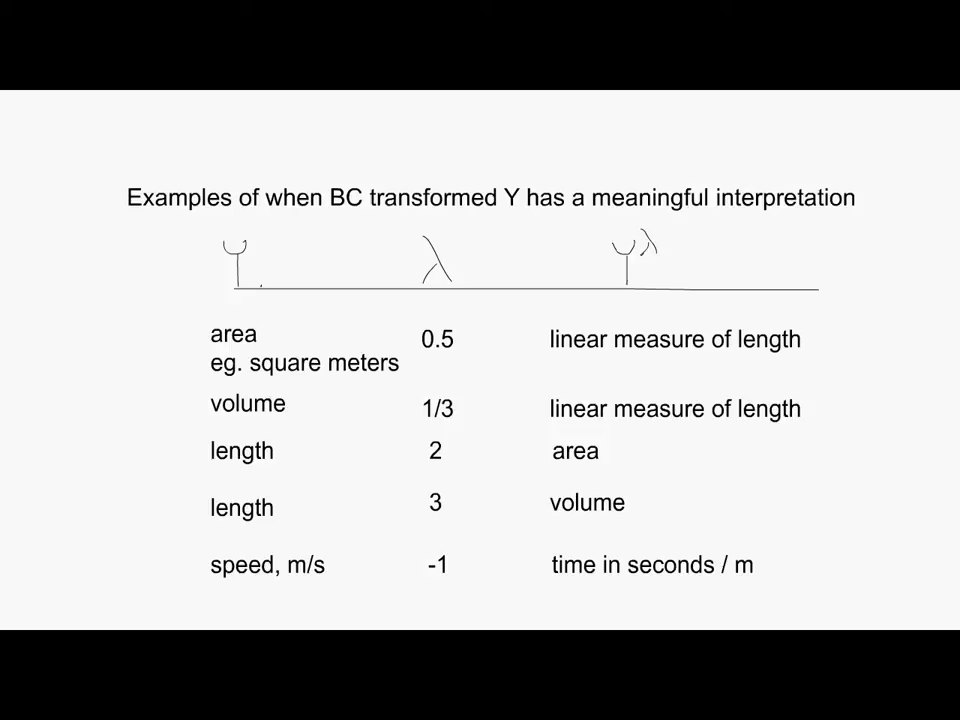 Examples of when BC transformed Y has a meaningful interpretation
Y λ Y^λ
area 0.5 linear measure of length
eg. square meters
volume 1/3 linear measure of length
length 2 area
length 3 volume
speed, m/s -1 time in seconds / m